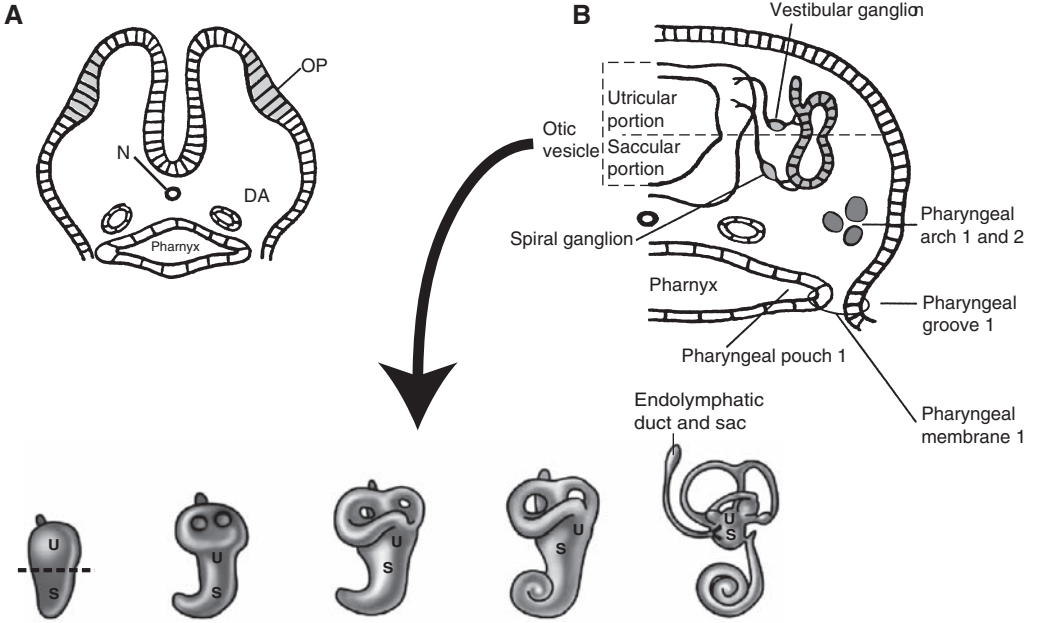 A
OP
N
DA
Pharnyx
B
Vestibular ganglion
Utricular
portion
Otic
vesicle
Saccular
portion
Spiral ganglion
Pharyngeal
arch 1 and 2
Pharnyx
Pharyngeal
groove 1
Pharyngeal pouch 1
Pharyngeal
membrane 1
Endolymphatic
duct and sac
U
S
U
S
U
S
U
S
U
S